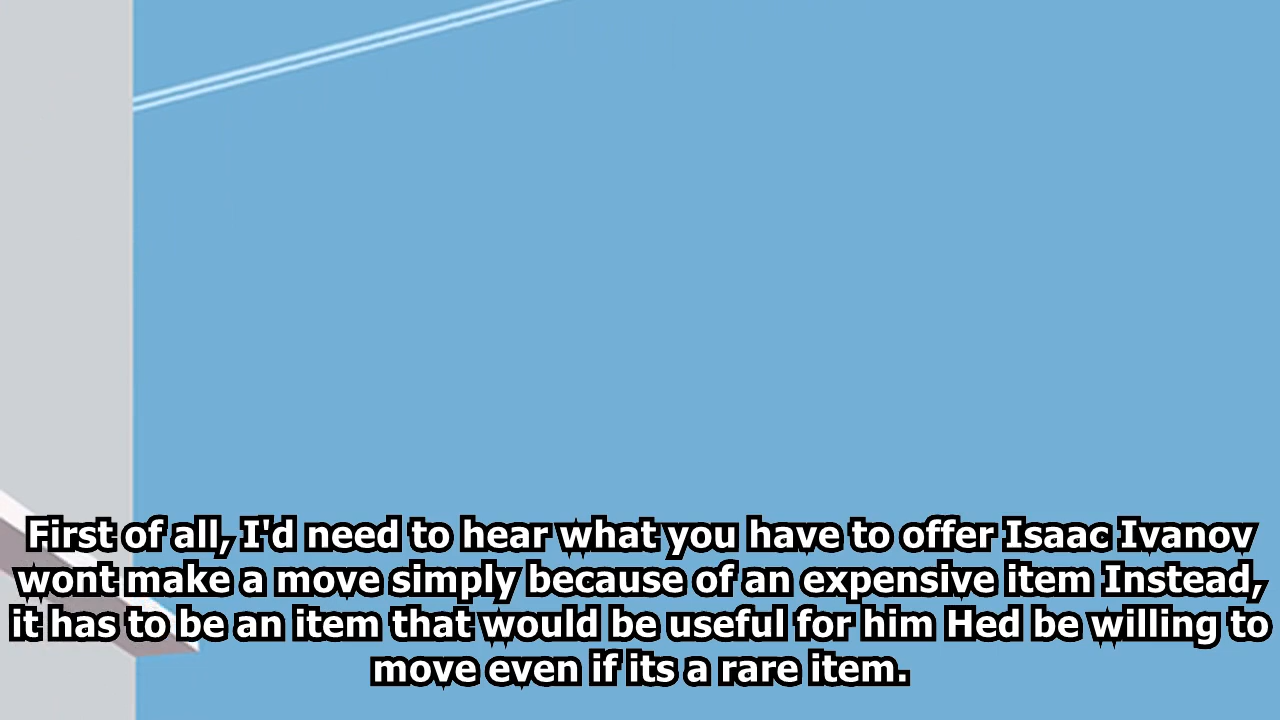 First of all, I'd need to hear what you have to offer Isaac Ivanov
wont make a move simply because of an expensive item Instead,
it has to be an item that would be useful for him Hed be willing to
move even if its a rare item.